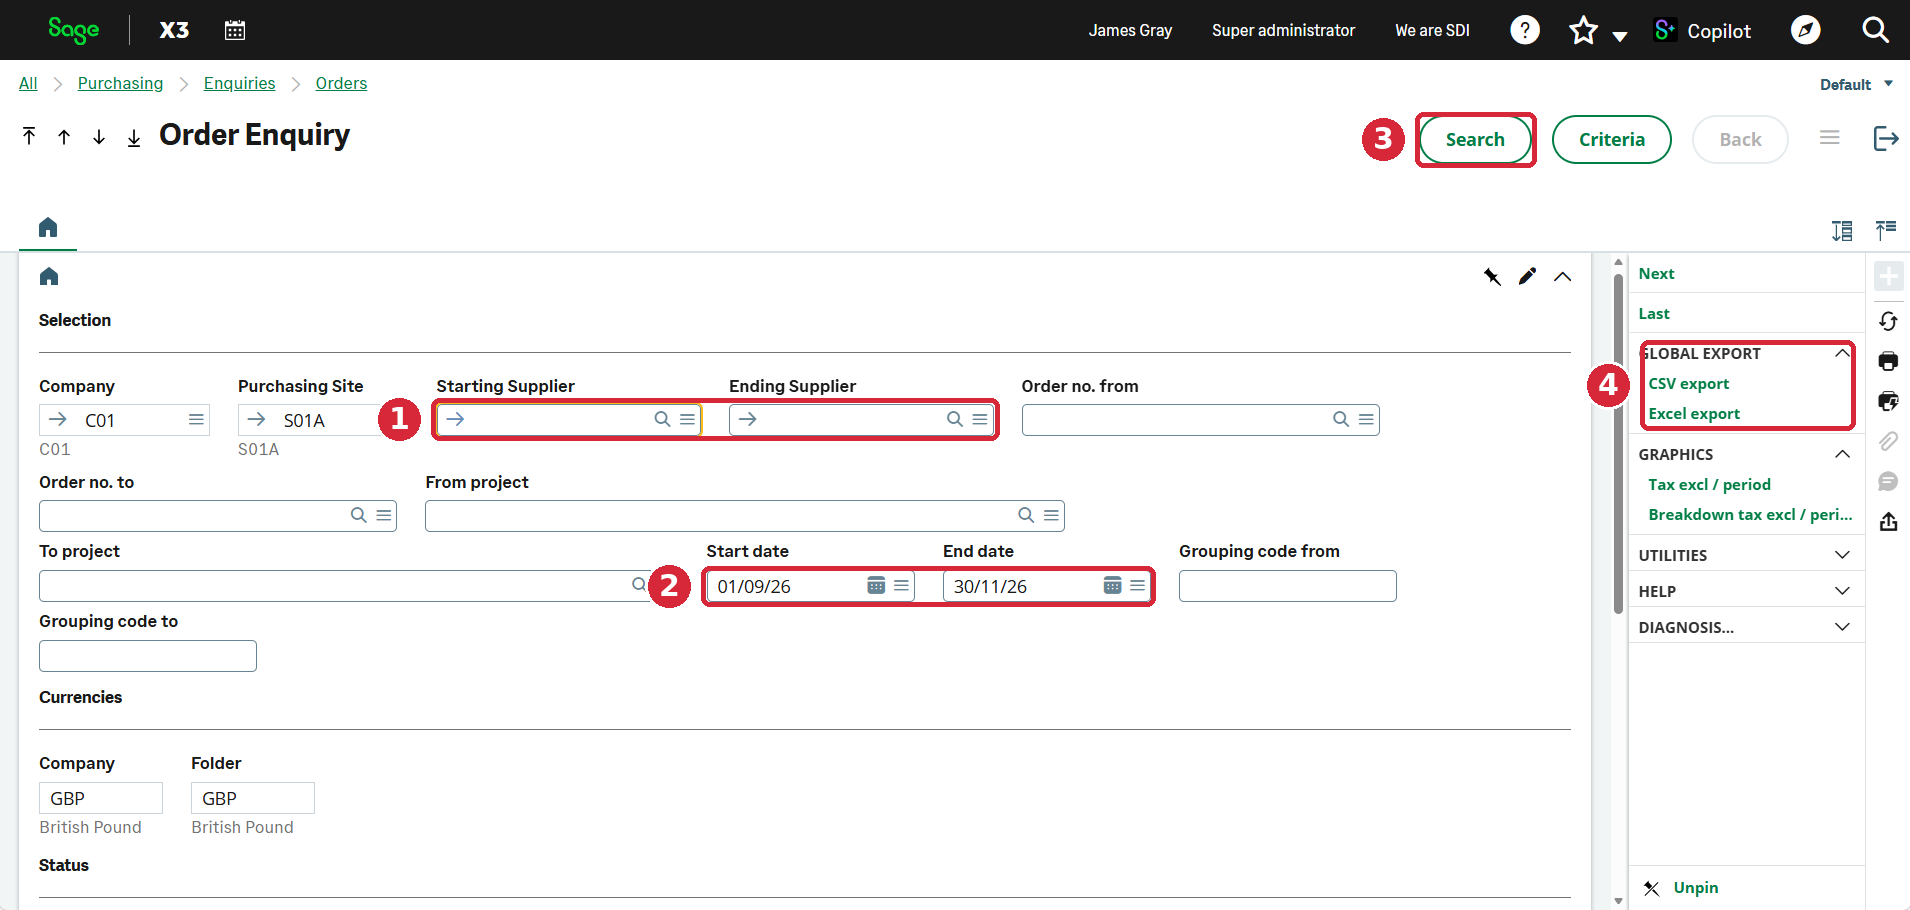 Sage X3 James Gray Super administrator We are SDI ? Copilot
All Purchasing Enquiries Orders Default
Order Enquiry 3 Search Criteria Back
Next
Selection
Last
GLOBAL EXPORT
4
CSV export
Excel export
Company Purchasing Site Starting Supplier Ending Supplier Order no. from
C01 S01A 1
C01 S01A
GRAPHICS
Tax excl / period
Breakdown tax excl / peri...
Order no. to From project
To project Start date End date Grouping code from
UTILITIES
2 01/09/26 30/11/26
HELP
Grouping code to
DIAGNOSIS...
Currencies
Company Folder
GBP GBP
British Pound British Pound
Status
Unpin